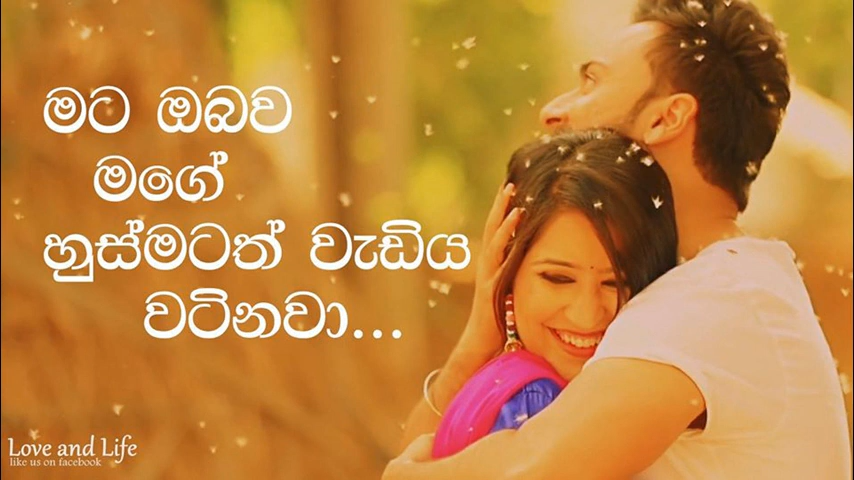 මට ඔබව
මගේ
හුස්මටත් වැඩිය
වටිනවා...
Love and Life
like us on facebook